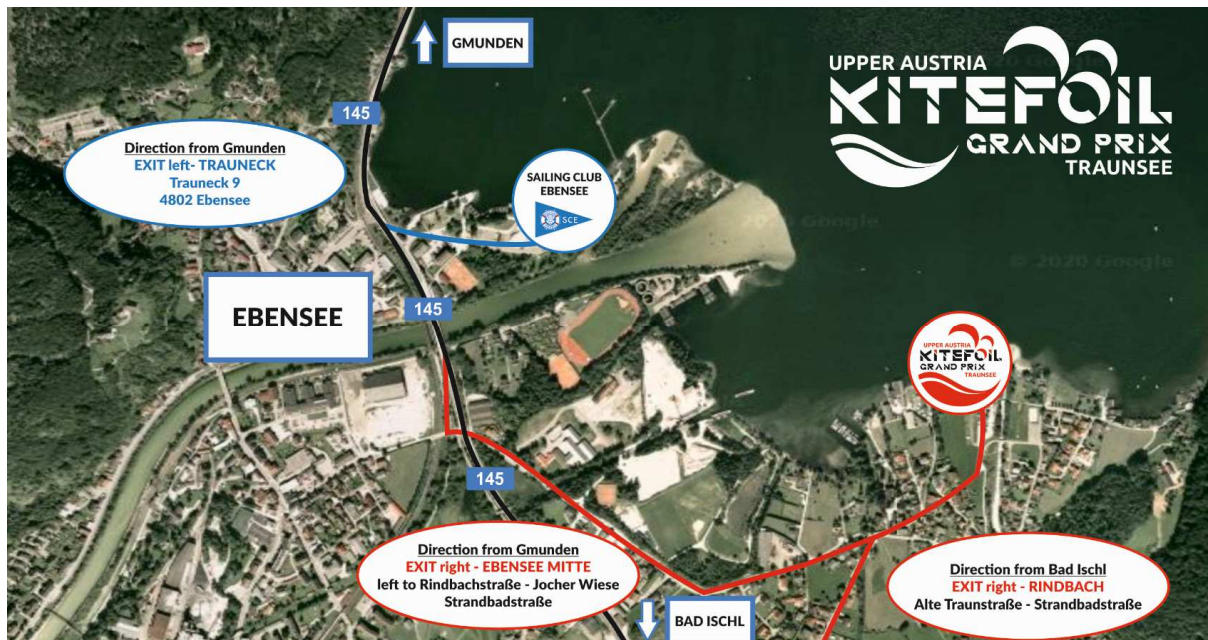 GMUNDEN
UPPER AUSTRIA
KITEFOIL
GRAND PRIX
TRAUNSEE
145
Direction from Gmunden
EXIT left- TRAUNECK
Trauneck 9
4802 Ebensee
SAILING CLUB
EBENSEE
SCE
© 2020 Google
2020 Google
EBENSEE
145
UPPER AUSTRIA
KITEFOIL
GRAND PRIX
TRAUNSEE
145
Direction from Gmunden
EXIT right - EBENSEE MITTE
left to Rindbachstraße - Jocher Wiese
Strandbadstraße
Direction from Bad Ischl
EXIT right - RINDBACH
Alte Traunstraße - Strandbadstraße
BAD ISCHL